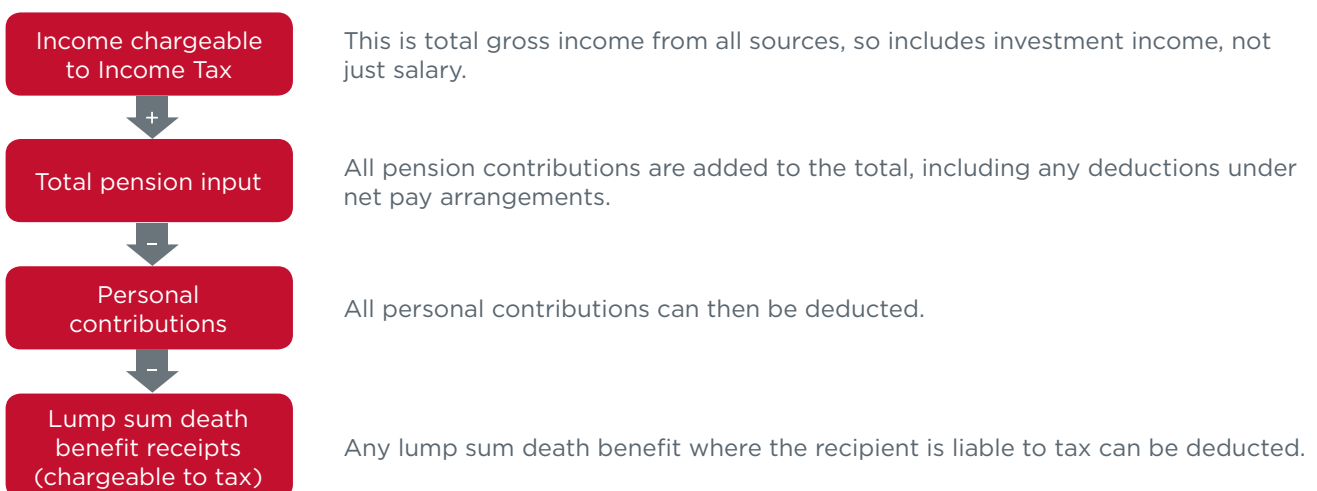 Income chargeable
to Income Tax
This is total gross income from all sources, so includes investment income, not
just salary.
+
Total pension input
All pension contributions are added to the total, including any deductions under
net pay arrangements.
–
Personal
contributions
All personal contributions can then be deducted.
–
Lump sum death
benefit receipts
(chargeable to tax)
Any lump sum death benefit where the recipient is liable to tax can be deducted.